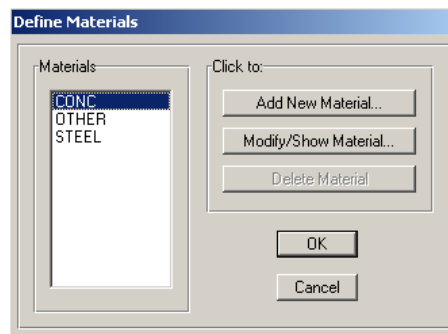 Define Materials
Materials
CONC
OTHER
STEEL
Click to:
Add New Material...
Modify/Show Material...
Delete Material
OK
Cancel